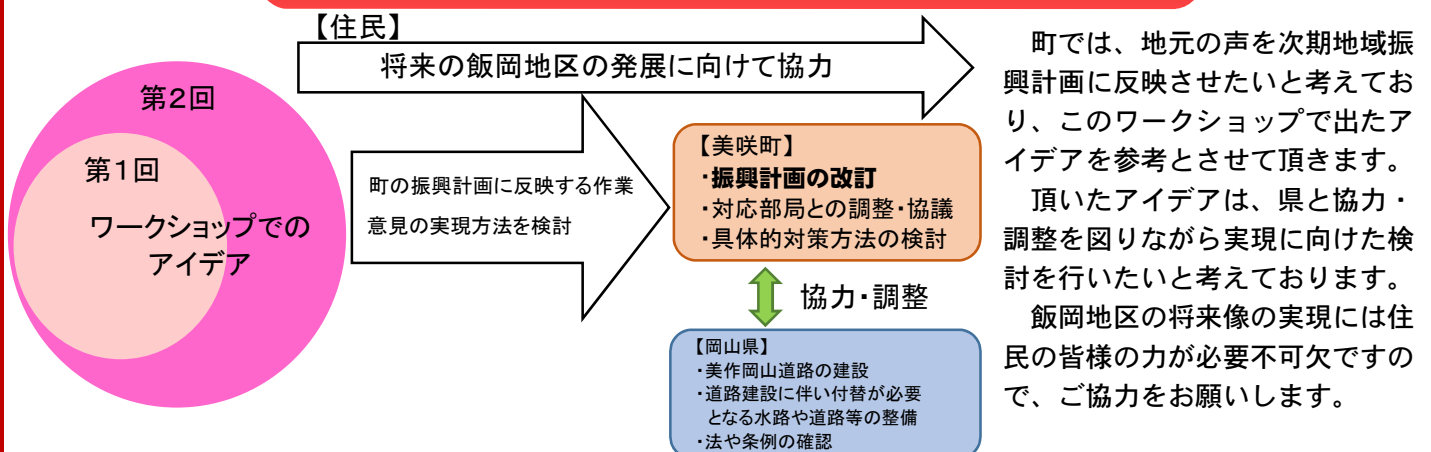 【住民】
将来の飯岡地区の発展に向けて協力
第2回
第1回
ワークショップでの
アイデア
町の振興計画に反映する作業
意見の実現方法を検討
【美咲町】
・振興計画の改訂
・対応部局との調整・協議
・具体的対策方法の検討
協力・調整
【岡山県】
・美作岡山道路の建設
・道路建設に伴い付替が必要
となる水路や道路等の整備
・法や条例の確認
町では、地元の声を次期地域振
興計画に反映させたいと考えてお
り、このワークショップで出たア
イデアを参考とさせて頂きます。
頂いたアイデアは、県と協力・
調整を図りながら実現に向けた検
討を行いたいと考えております。
飯岡地区の将来像の実現には住
民の皆様の力が必要不可欠ですの
で、ご協力をお願いします。